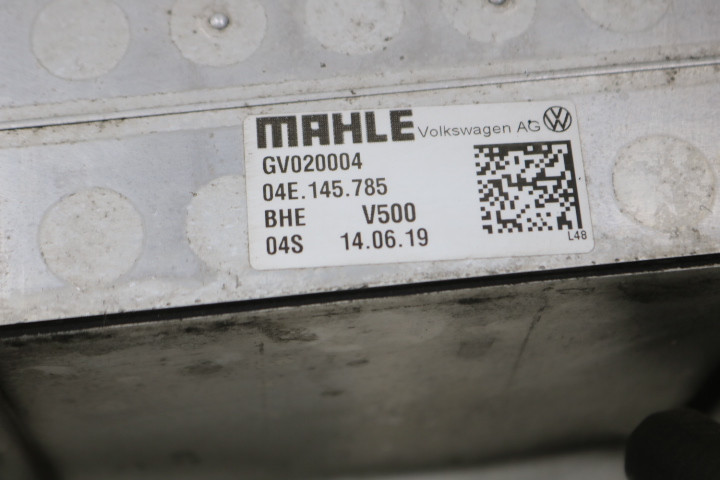 MAHLE Volkswagen AG
GV020004
04E.145.785
BHE V500
04S 14.06.19
L48